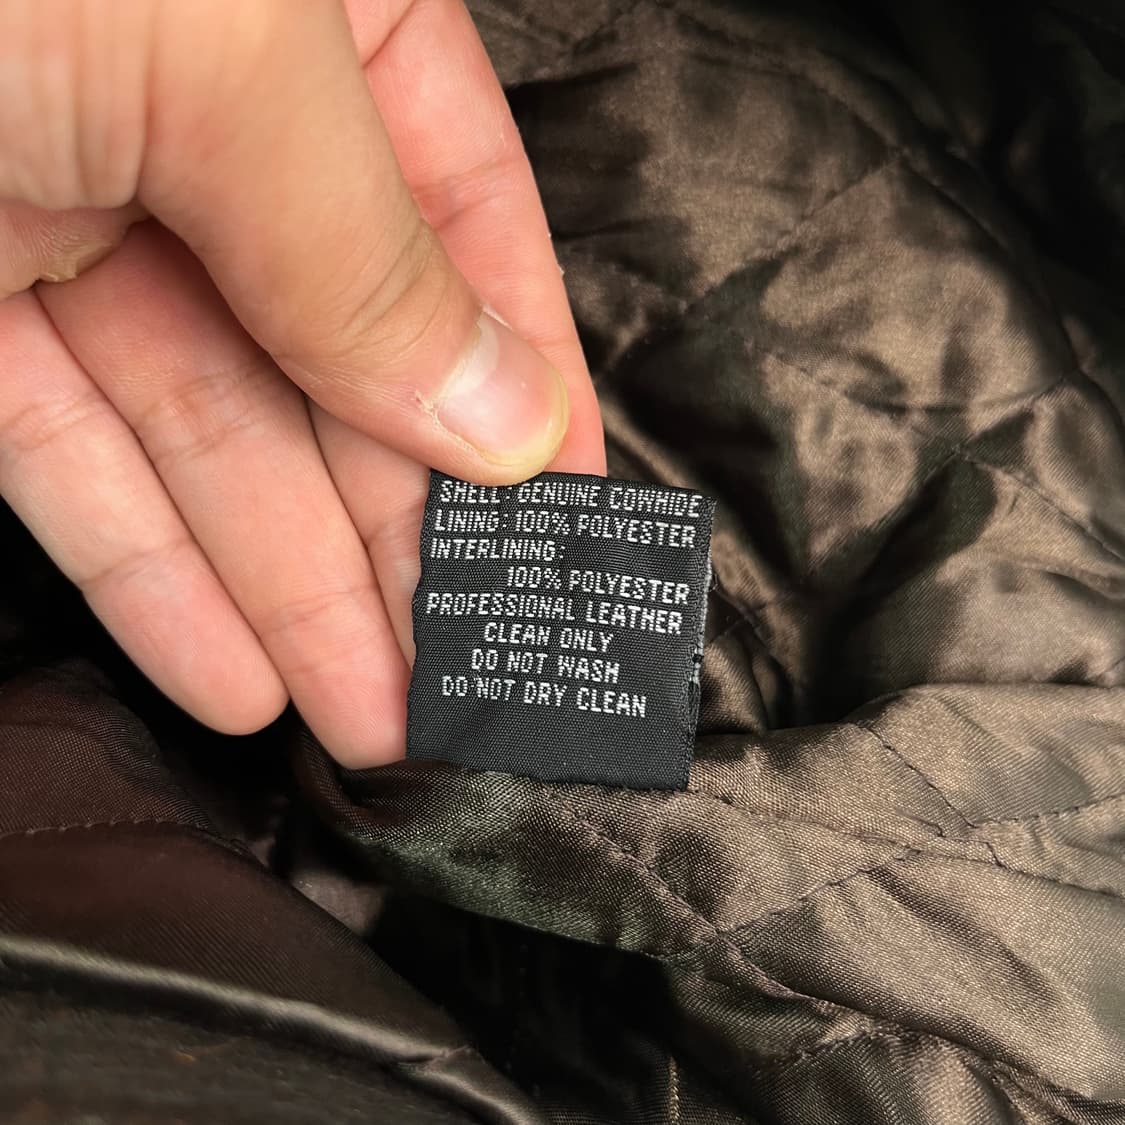 SHELL: GENUINE COWHIDE
LINING: 100% POLYESTER
INTERLINING:
100% POLYESTER
PROFESSIONAL LEATHER
CLEAN ONLY
DO NOT WASH
DO NOT DRY CLEAN